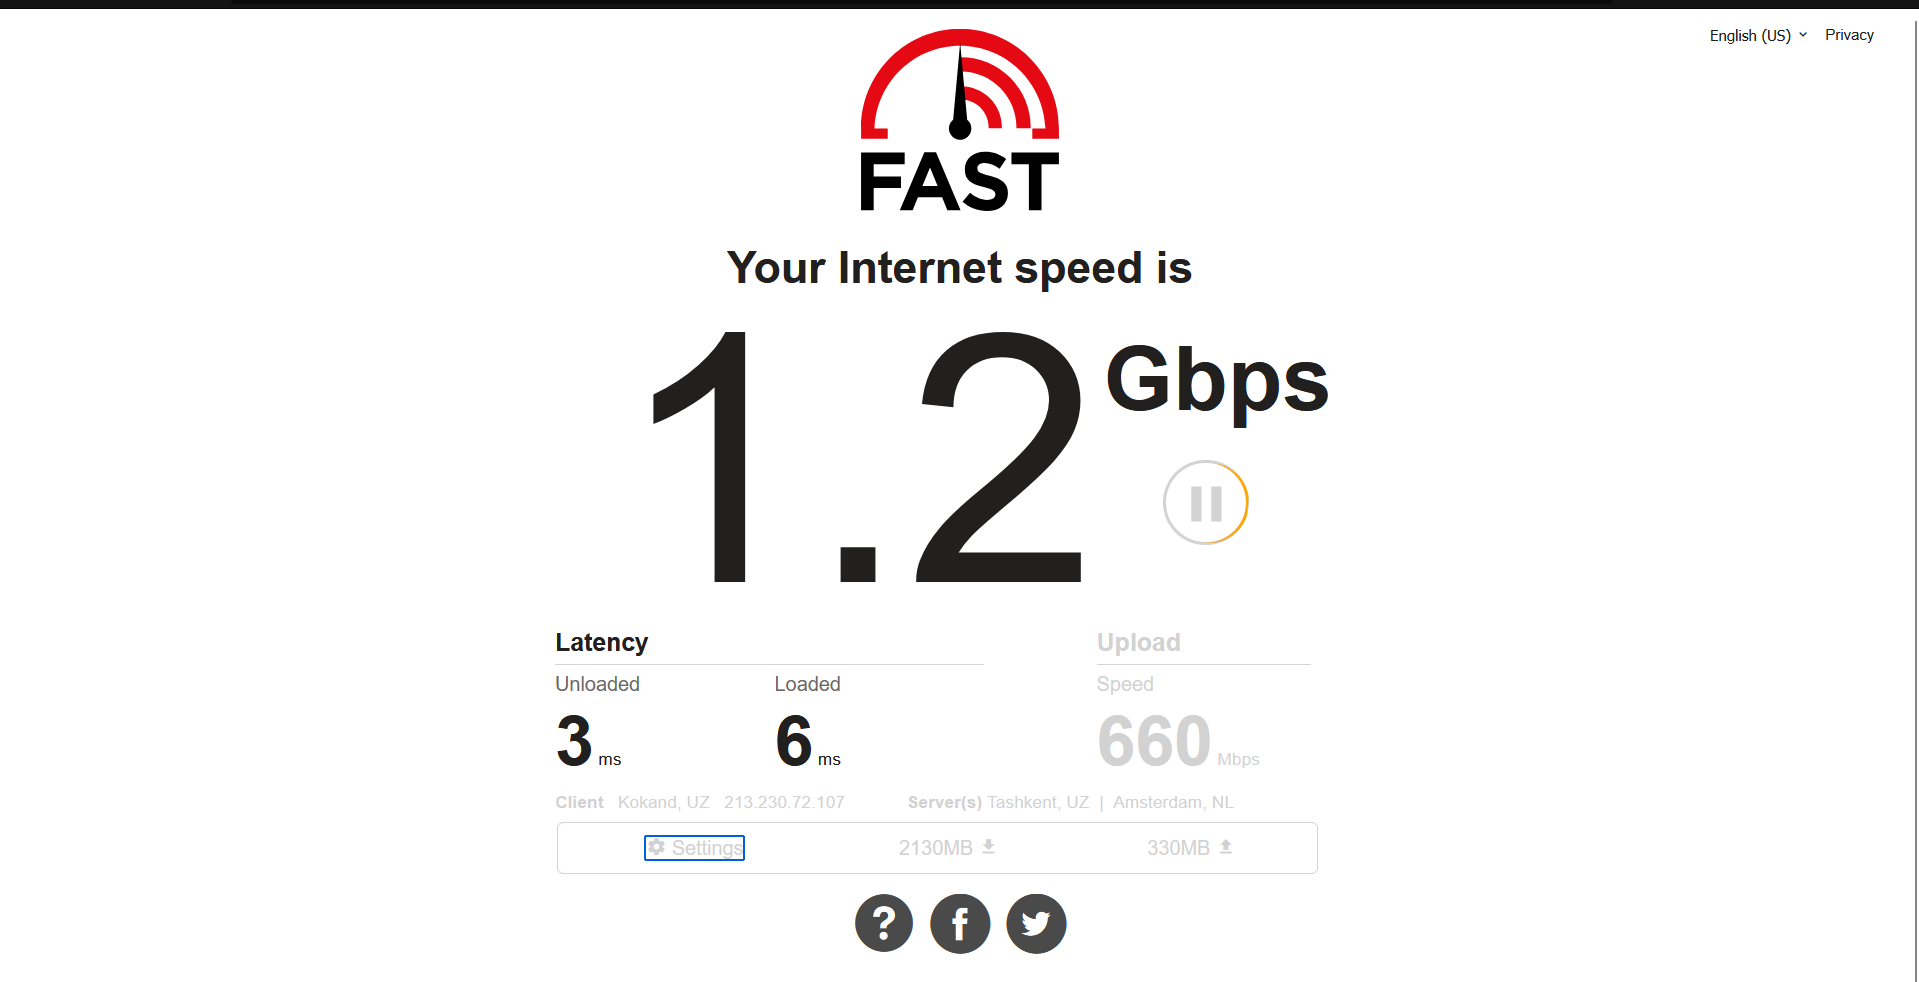 English (US) Privacy
FAST
Your Internet speed is
1.2 Gbps
Latency
Upload
Unloaded Loaded
Speed
3 ms 6 ms
660 Mbps
Client Kokand, UZ 213.230.72.107 Server(s) Tashkent, UZ | Amsterdam, NL
Settings 2130MB 330MB